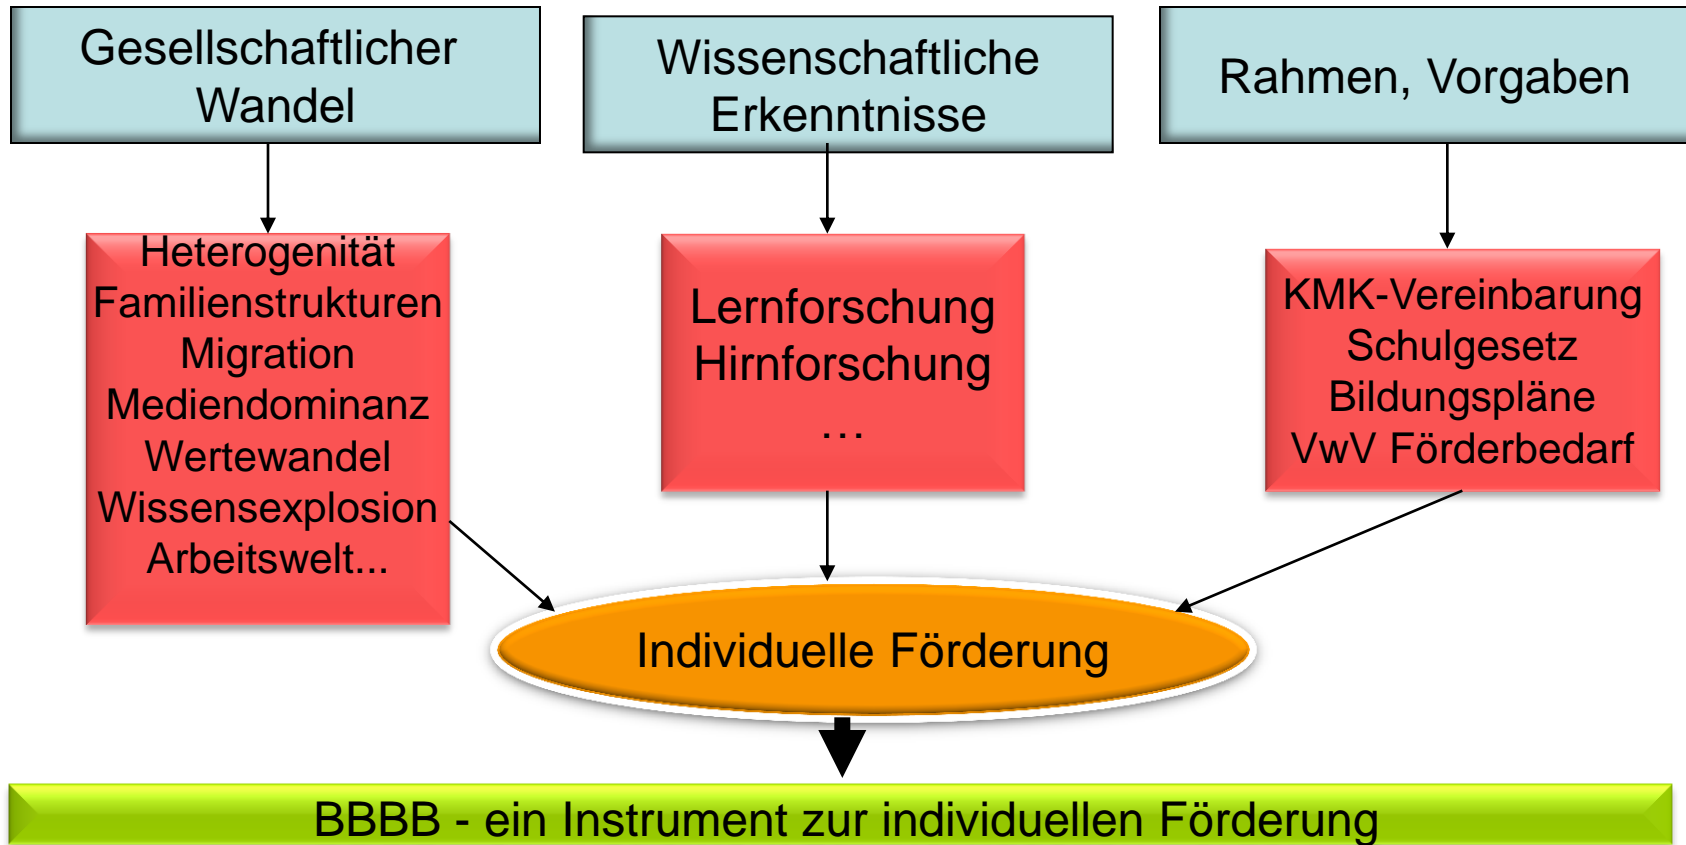 Gesellschaftlicher
Wandel
Wissenschaftliche
Erkenntnisse
Rahmen, Vorgaben
Heterogenität
Familienstrukturen
Migration
Mediendominanz
Wertewandel
Wissensexplosion
Arbeitswelt...
Lernforschung
Hirnforschung
…
KMK-Vereinbarung
Schulgesetz
Bildungspläne
VwV Förderbedarf
Individuelle Förderung
BBBB - ein Instrument zur individuellen Förderung